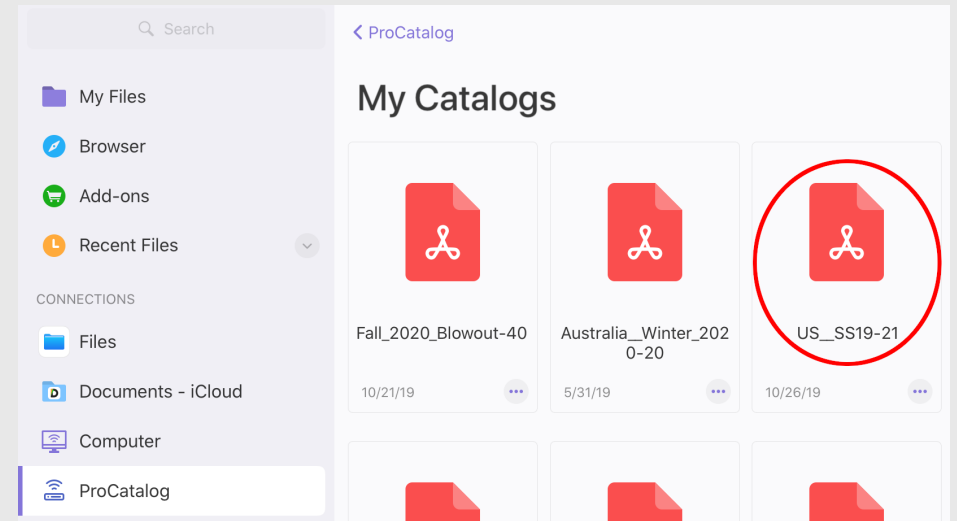 Search
My Files
Browser
Add-ons
Recent Files
CONNECTIONS
Files
Documents - iCloud
Computer
ProCatalog
ProCatalog
My Catalogs
Fall_2020_Blowout-40
10/21/19
Australia__Winter_202
0-20
5/31/19
US__SS19-21
10/26/19